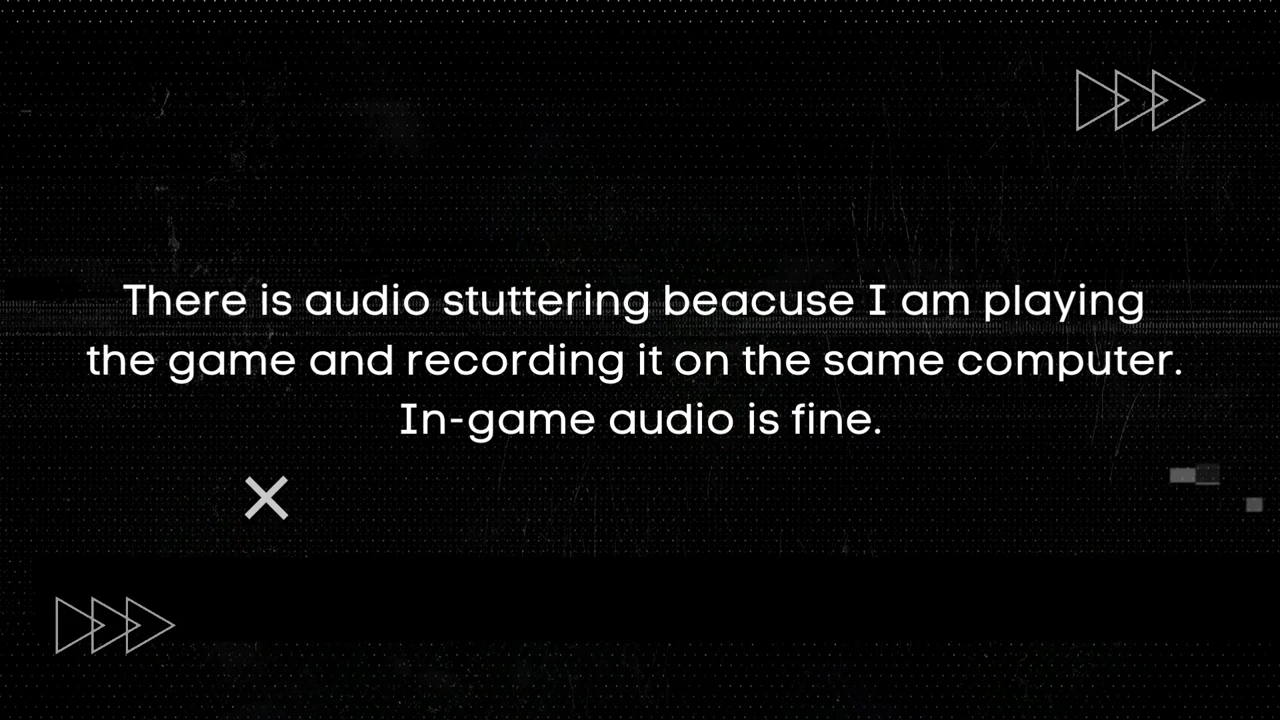 There is audio stuttering beacuse I am playing
the game and recording it on the same computer.
In-game audio is fine.